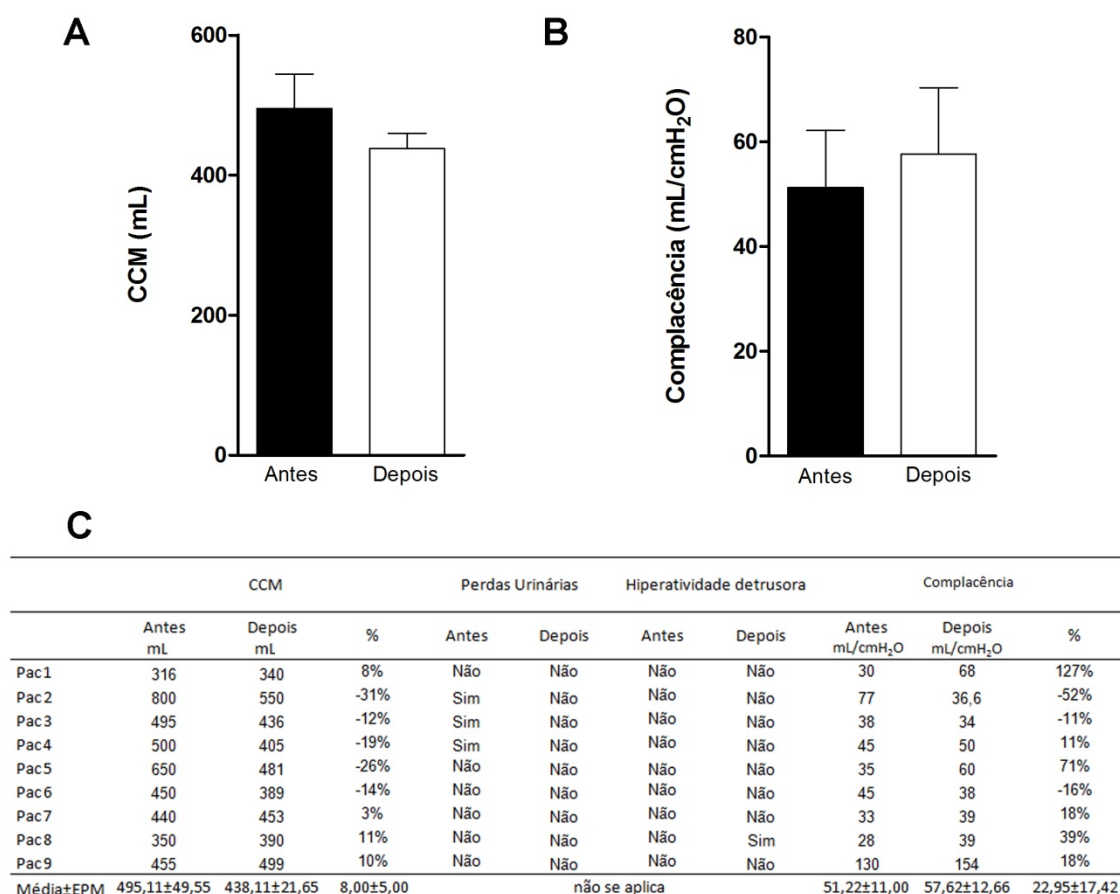 A
600
400
200
0
CCM (mL)
Antes Depois
B
80
60
40
20
0
Complacência (mL/cmH₂O)
Antes Depois
C
CCM Perdas Urinárias Hiperatividade detrusora Complacência
Antes mL Depois mL % Antes Depois Antes Depois Antes mL/cmH₂O Depois mL/cmH₂O %
Pac1 316 340 8% Não Não Não Não 30 68 127%
Pac2 800 550 -31% Sim Não Não Não 77 36,6 -52%
Pac3 495 436 -12% Sim Não Não Não 38 34 -11%
Pac4 500 405 -19% Sim Não Não Não 45 50 11%
Pac5 650 481 -26% Não Não Não Não 35 60 71%
Pac6 450 389 -14% Não Não Não Não 45 38 -16%
Pac7 440 453 3% Não Não Não Não 33 39 18%
Pac8 350 390 11% Não Não Não Sim 28 39 39%
Pac9 455 499 10% Não Não Não Não 130 154 18%
Média±EPM 495,11±49,55 438,11±21,65 8,00±5,00 não se aplica 51,22±11,00 57,62±12,66 22,95±17,42